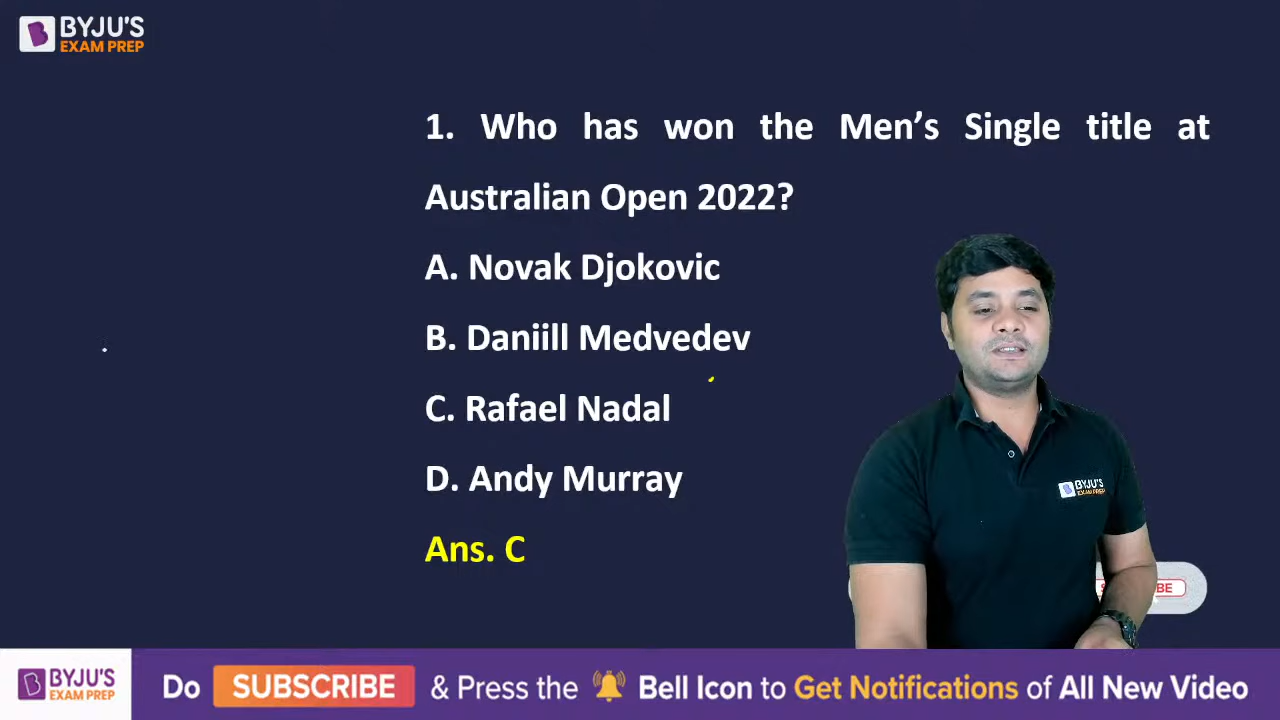 BYJU'S
EXAM PREP
1. Who has won the Men's Single title at
Australian Open 2022?
A. Novak Djokovic
B. Daniill Medvedev
C. Rafael Nadal
D. Andy Murray
Ans. C
BYJU'S
EXAM PREP
BYJU'S
EXAM PREP
Do SUBSCRIBE & Press the Bell Icon to Get Notifications of All New Video